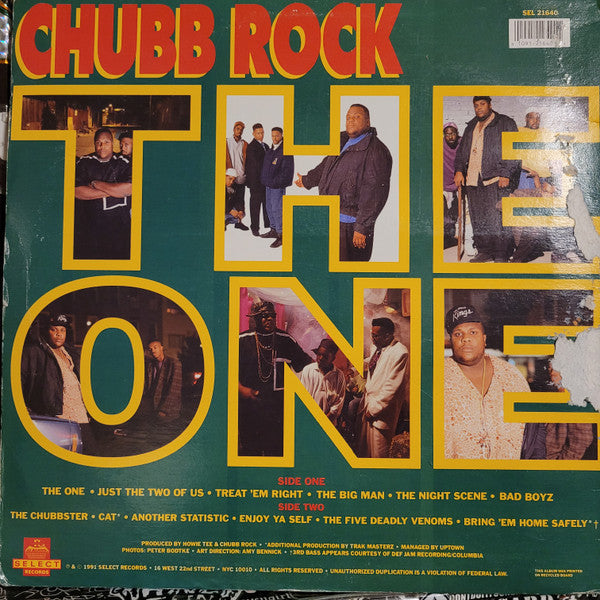 CHUBB ROCK
SEL 21640
THE
Kings
ONE
SIDE ONE
THE ONE • JUST THE TWO OF US • TREAT 'EM RIGHT • THE BIG MAN • THE NIGHT SCENE • BAD BOYZ
SIDE TWO
THE CHUBBSTER • CAT* • ANOTHER STATISTIC • ENJOY YA SELF • THE FIVE DEADLY VENOMS • BRING 'EM HOME SAFELY*†
PRODUCED BY HOWIE TEE & CHUBB ROCK • *ADDITIONAL PRODUCTION BY TRAK MASTERZ • MANAGED BY UPTOWN
PHOTOS: PETER BODTKE • ART DIRECTION: AMY BENNICK • †3RD BASS APPEARS COURTESY OF DEF JAM RECORDING/COLUMBIA
SELECT
RECORDS
℗ & © 1991 SELECT RECORDS • 16 WEST 22nd STREET • NYC 10010 • ALL RIGHTS RESERVED • UNAUTHORIZED DUPLICATION IS A VIOLATION OF FEDERAL LAW.
THIS ALBUM WAS PRINTED
ON RECYCLED BOARD